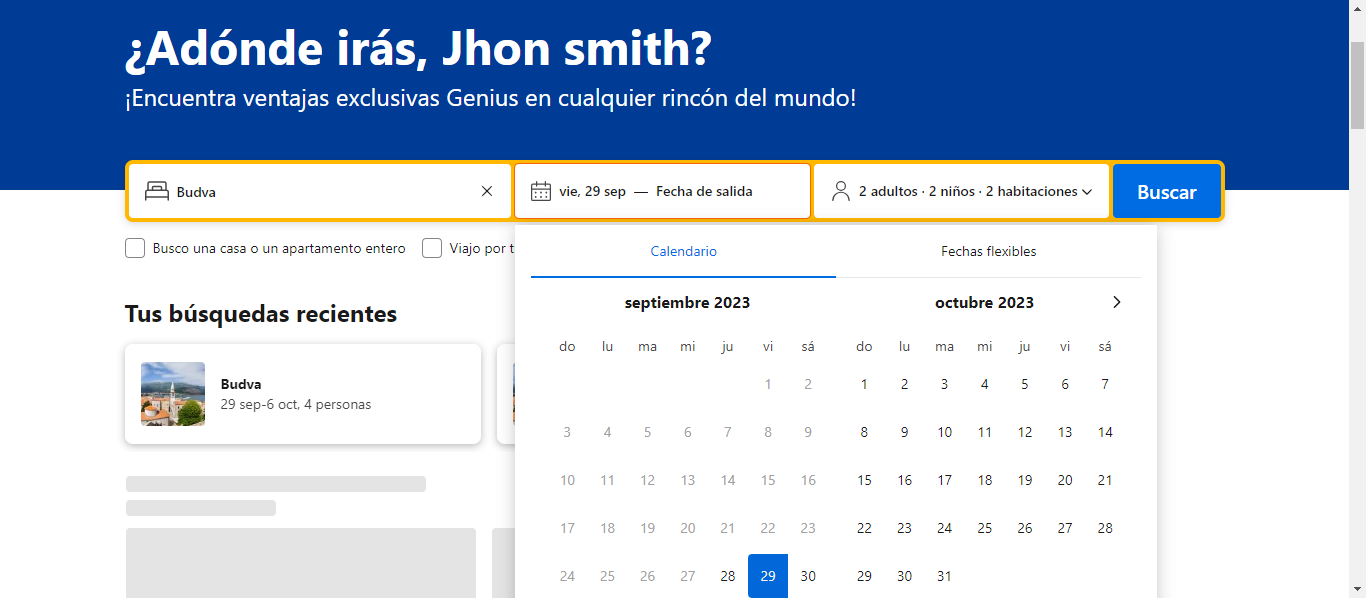 ¿Adónde irás, Jhon smith?
¡Encuentra ventajas exclusivas Genius en cualquier rincón del mundo!
Budva
vie, 29 sep — Fecha de salida
2 adultos · 2 niños · 2 habitaciones
Buscar
Busco una casa o un apartamento entero
Viajo por t
Tus búsquedas recientes
Budva
29 sep-6 oct, 4 personas
Calendario
Fechas flexibles
septiembre 2023
do lu ma mi ju vi sá
1 2
3 4 5 6 7 8 9
10 11 12 13 14 15 16
17 18 19 20 21 22 23
24 25 26 27 28 29 30
octubre 2023
do lu ma mi ju vi sá
1 2 3 4 5 6 7
8 9 10 11 12 13 14
15 16 17 18 19 20 21
22 23 24 25 26 27 28
29 30 31